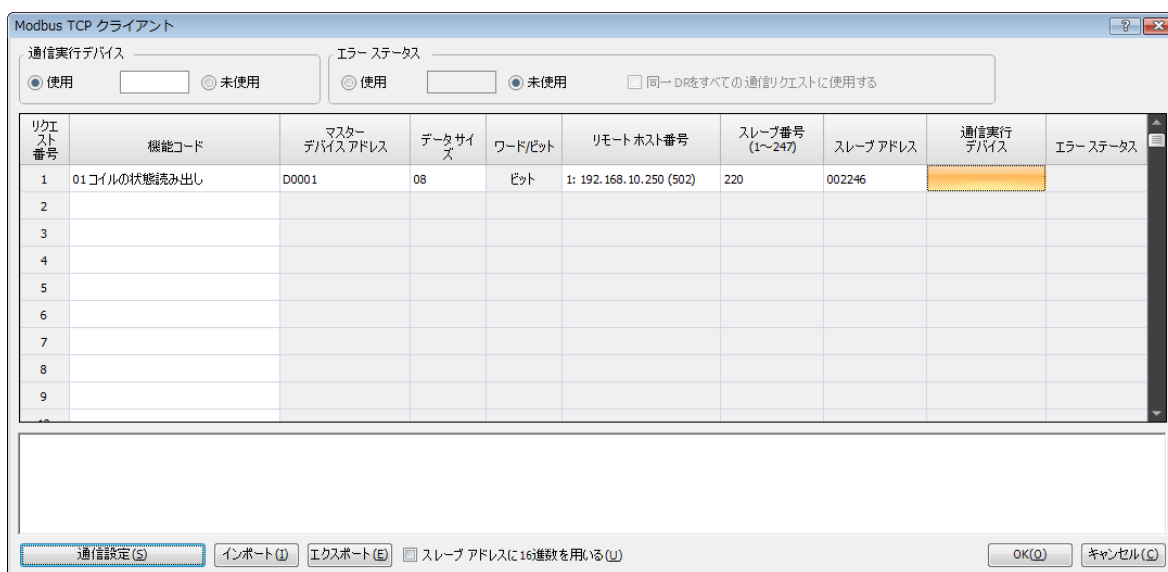 Modbus TCP クライアント
通信実行デバイス
エラー ステータス
使用
未使用
使用
未使用
同一 DRをすべての通信リクエストに使用する
リクエスト番号
機能コード
マスター デバイス アドレス
データ サイズ
ワード/ビット
リモート ホスト番号
スレーブ番号 (1～247)
スレーブ アドレス
通信実行 デバイス
エラー ステータス
1 01 コイルの状態読み出し D0001 08 ビット 1: 192.168.10.250 (502) 220 002246
2
3
4
5
6
7
8
9
通信設定(S) インポート(I) エクスポート(E) スレーブ アドレスに16進数を用いる(U) OK(O) キャンセル(C)